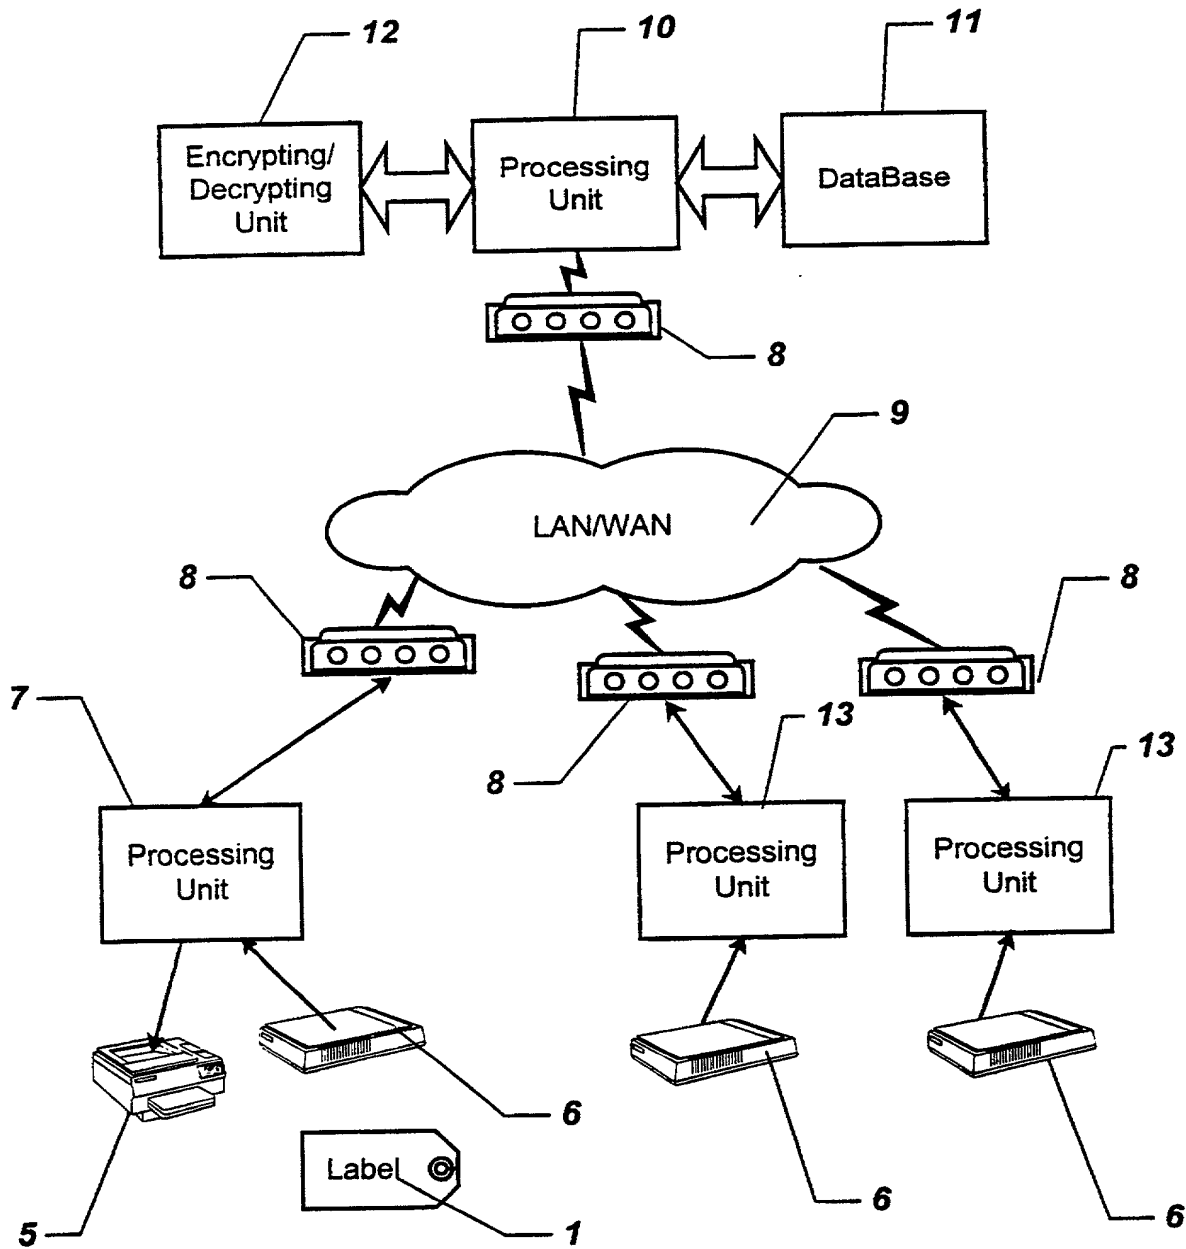 12
10
11
Encrypting/
Decrypting
Unit
Processing
Unit
DataBase
8
9
LAN/WAN
8
8
7
13
13
8
Processing
Unit
Processing
Unit
Processing
Unit
6
Label
5
1
6
6